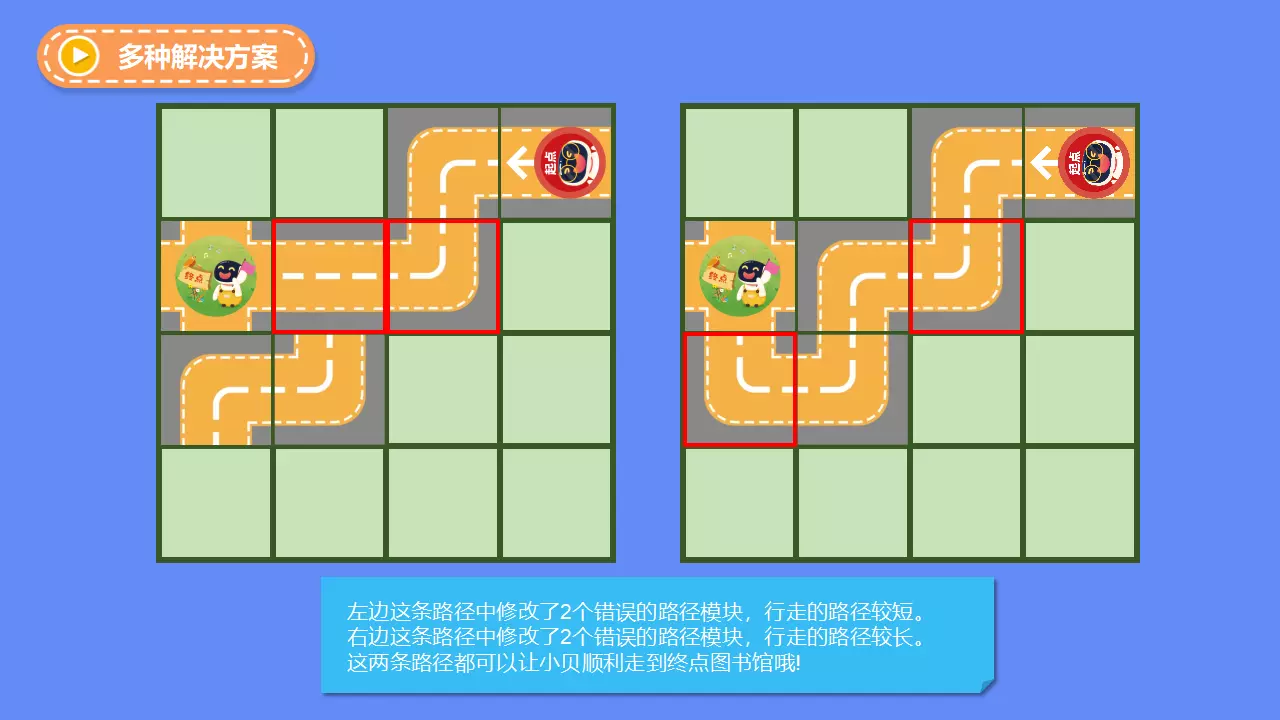 多种解决方案
起点
起点
终点
终点
左边这条路径中修改了2个错误的路径模块，行走的路径较短。
右边这条路径中修改了2个错误的路径模块，行走的路径较长。
这两条路径都可以让小贝顺利走到终点图书馆哦!